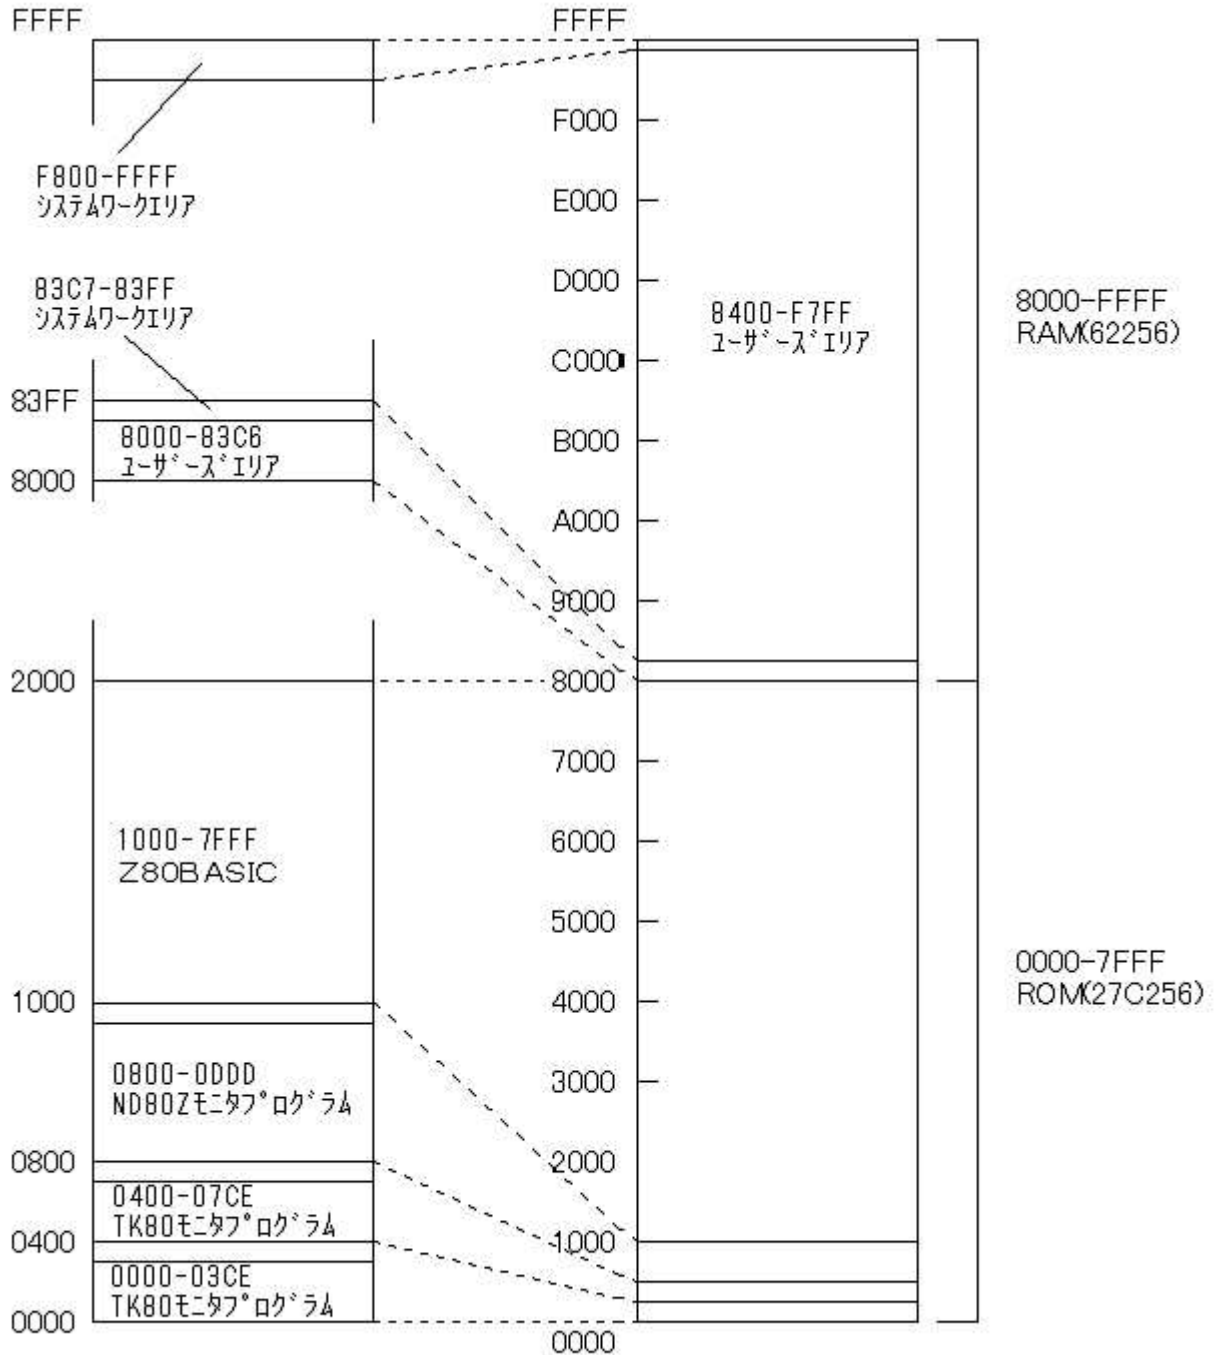 FFFF
F800-FFFF
ｼｽﾃﾑﾜｰｸｴﾘｱ
83C7-83FF
ｼｽﾃﾑﾜｰｸｴﾘｱ
83FF
8000-83C6
ﾕｰｻﾞｰｽﾞｴﾘｱ
8000
2000
1000-7FFF
Z80BASIC
1000
0800-0DDD
ND80Zﾓﾆﾀﾌﾟﾛｸﾞﾗﾑ
0800
0400-07CE
TK80ﾓﾆﾀﾌﾟﾛｸﾞﾗﾑ
0400
0000-03CE
TK80ﾓﾆﾀﾌﾟﾛｸﾞﾗﾑ
0000
FFFF
F000
E000
D000
C000
B000
A000
9000
8000
7000
6000
5000
4000
3000
2000
1000
0000
8400-F7FF
ﾕｰｻﾞｰｽﾞｴﾘｱ
8000-FFFF
RAM(62256)
0000-7FFF
ROM(27C256)